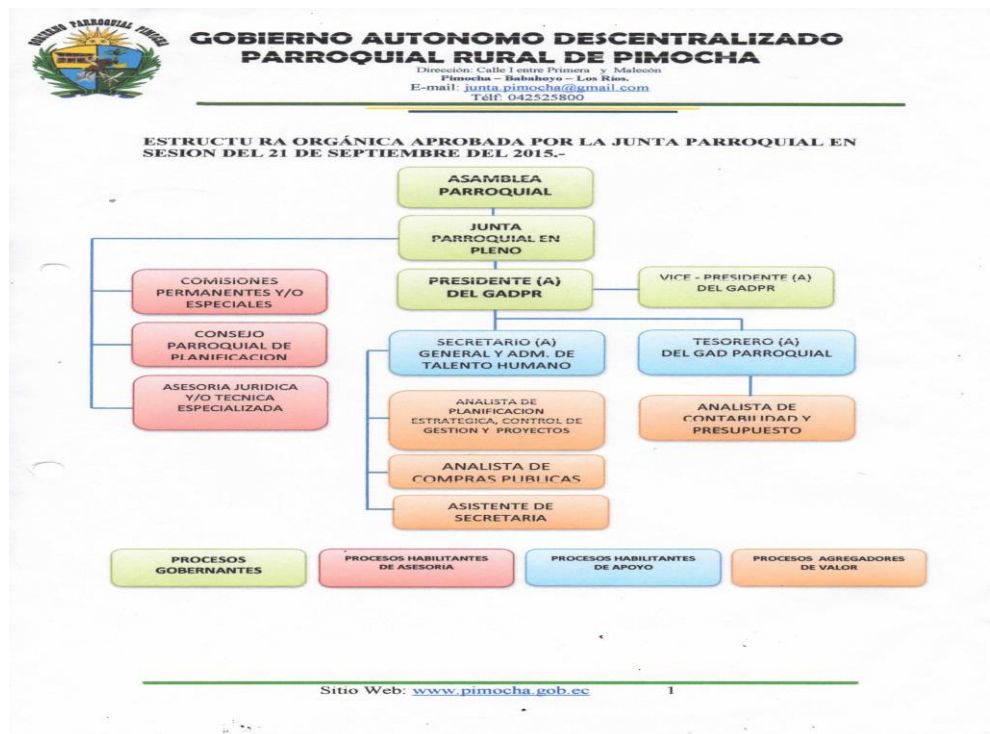 GOBIERNO PARROQUIAL PIMOCHA
GOBIERNO AUTONOMO DESCENTRALIZADO
PARROQUIAL RURAL DE PIMOCHA
Dirección: Calle I entre Primera y Malecón
Pimocha – Babahoyo – Los Ríos.
E-mail: junta.pimocha@gmail.com
Télf: 042525800
ESTRUCTU RA ORGÁNICA APROBADA POR LA JUNTA PARROQUIAL EN
SESION DEL 21 DE SEPTIEMBRE DEL 2015.-
ASAMBLEA
PARROQUIAL
JUNTA
PARROQUIAL EN
PLENO
PRESIDENTE (A)
DEL GADPR
VICE - PRESIDENTE (A)
DEL GADPR
COMISIONES
PERMANENTES Y/O
ESPECIALES
CONSEJO
PARROQUIAL DE
PLANIFICACION
ASESORIA JURIDICA
Y/O TECNICA
ESPECIALIZADA
SECRETARIO (A)
GENERAL Y ADM. DE
TALENTO HUMANO
TESORERO (A)
DEL GAD PARROQUIAL
ANALISTA DE
PLANIFICACION
ESTRATEGICA, CONTROL DE
GESTION Y PROYECTOS
ANALISTA DE
CONTABILIDAD Y
PRESUPUESTO
ANALISTA DE
COMPRAS PUBLICAS
ASISTENTE DE
SECRETARIA
PROCESOS
GOBERNANTES
PROCESOS HABILITANTES
DE ASESORIA
PROCESOS HABILITANTES
DE APOYO
PROCESOS AGREGADORES
DE VALOR
Sitio Web: www.pimocha.gob.ec 1